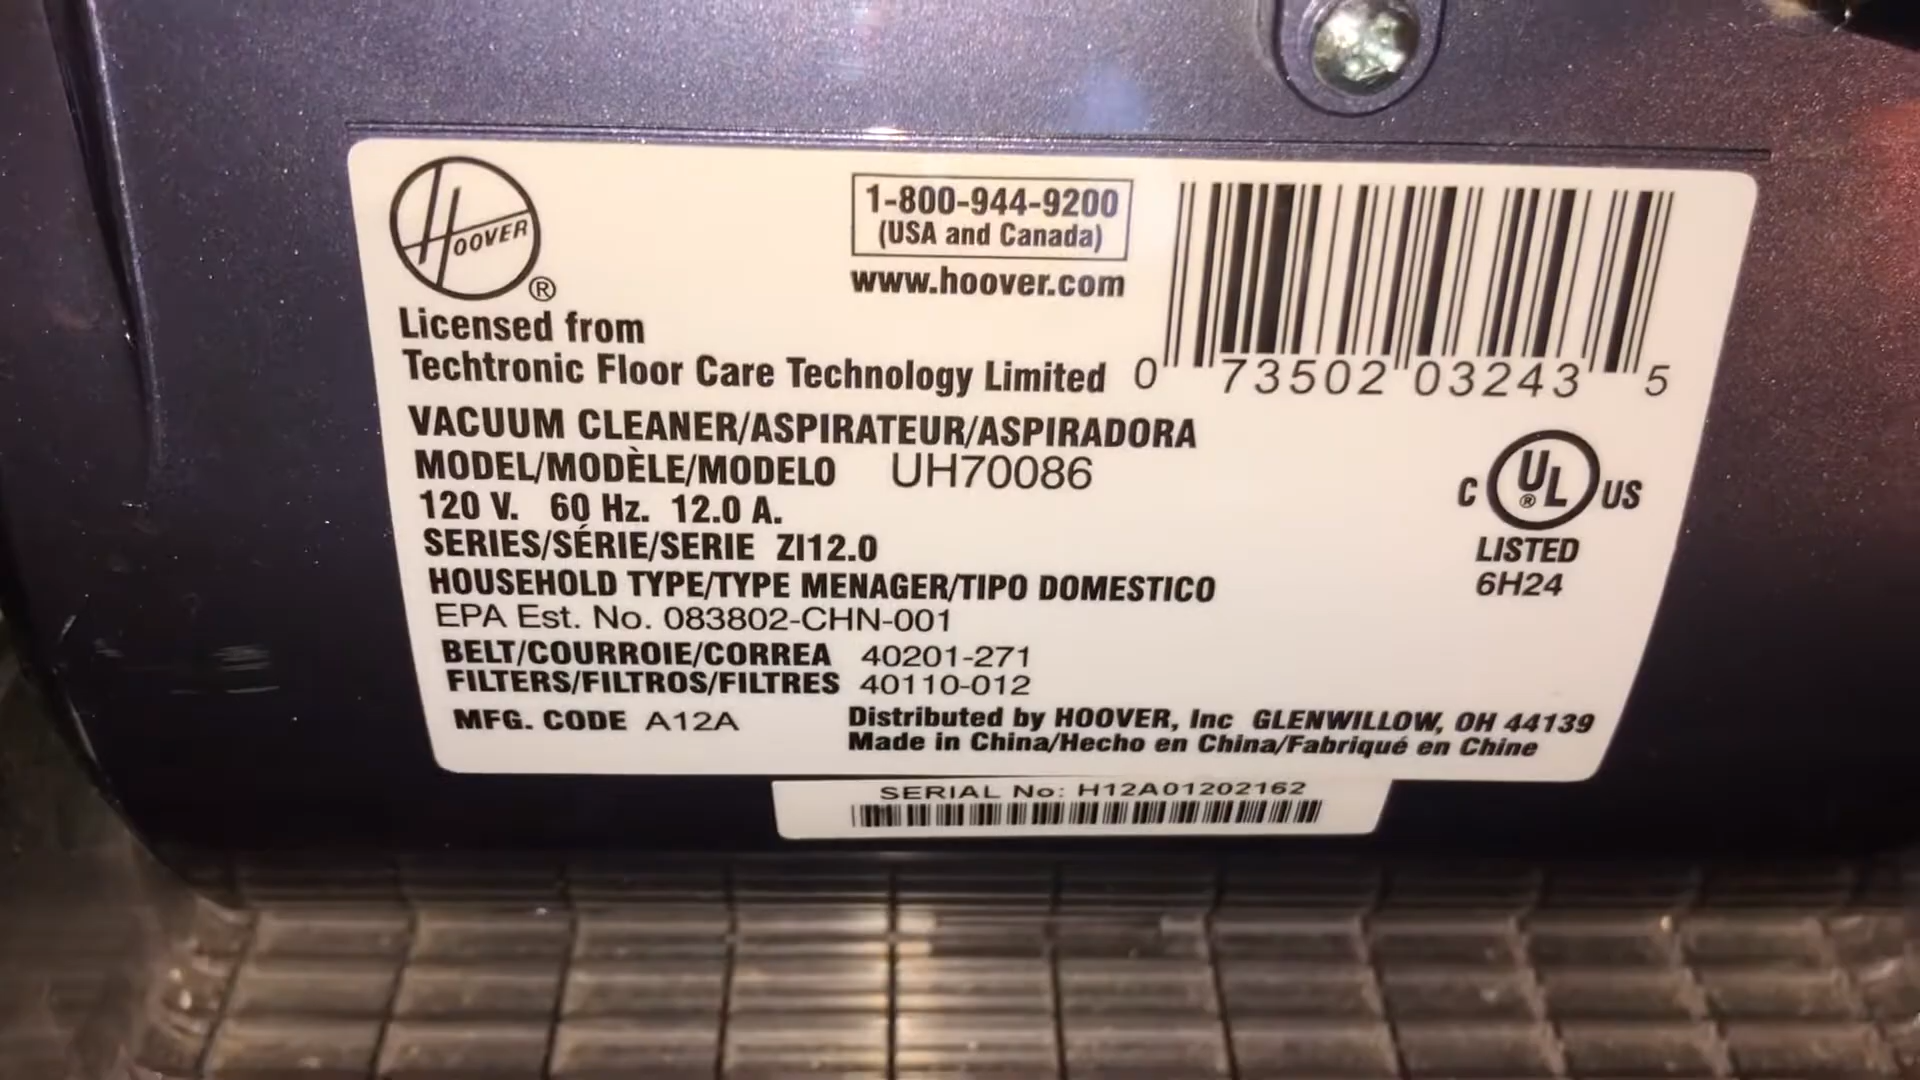 HOOVER®
1-800-944-9200
(USA and Canada)
www.hoover.com
Licensed from
Techtronic Floor Care Technology Limited
0 73502 03243 5
VACUUM CLEANER/ASPIRATEUR/ASPIRADORA
MODEL/MODÈLE/MODELO UH70086
120 V. 60 Hz. 12.0 A.
SERIES/SÉRIE/SERIE ZI12.0
HOUSEHOLD TYPE/TYPE MENAGER/TIPO DOMESTICO
EPA Est. No. 083802-CHN-001
BELT/COURROIE/CORREA 40201-271
FILTERS/FILTROS/FILTRES 40110-012
MFG. CODE A12A
C UL® US
LISTED
6H24
Distributed by HOOVER, Inc GLENWILLOW, OH 44139
Made in China/Hecho en China/Fabriqué en Chine
SERIAL No: H12A01202162